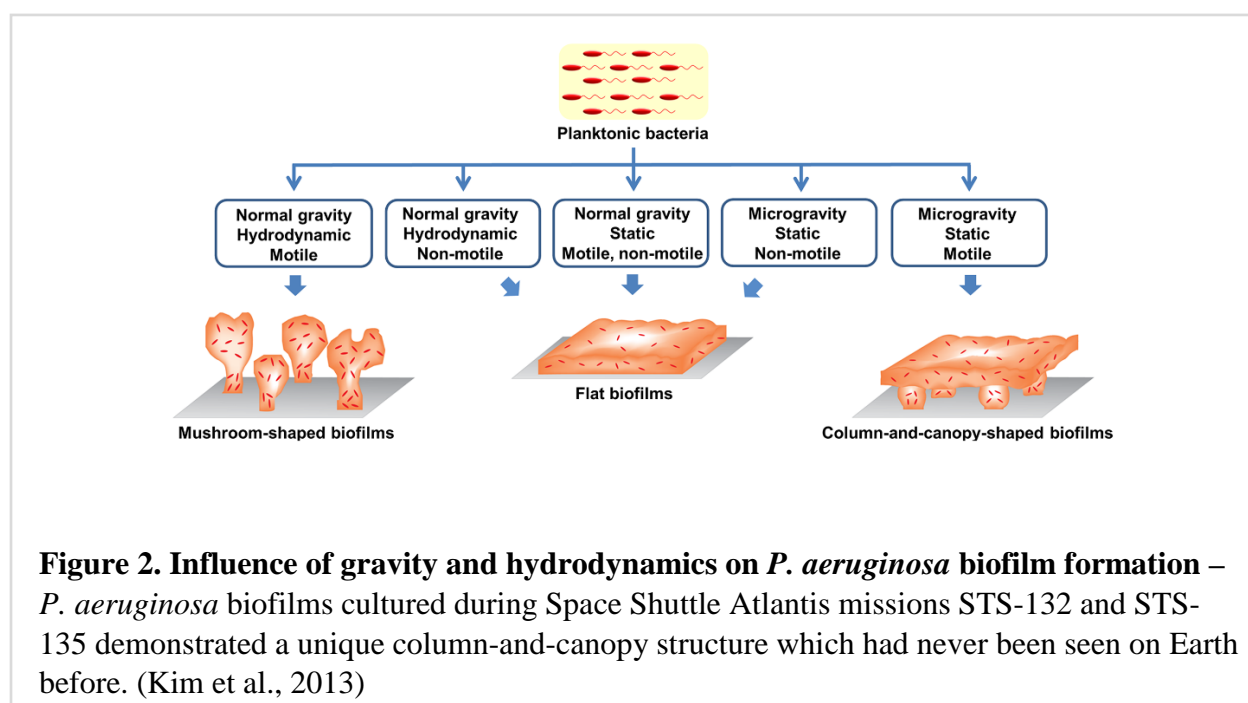 Planktonic bacteria
Normal gravity
Hydrodynamic
Motile
Normal gravity
Hydrodynamic
Non-motile
Normal gravity
Static
Motile, non-motile
Microgravity
Static
Non-motile
Microgravity
Static
Motile
Mushroom-shaped biofilms
Flat biofilms
Column-and-canopy-shaped biofilms
Figure 2. Influence of gravity and hydrodynamics on P. aeruginosa biofilm formation –
P. aeruginosa biofilms cultured during Space Shuttle Atlantis missions STS-132 and STS-
135 demonstrated a unique column-and-canopy structure which had never been seen on Earth
before. (Kim et al., 2013)